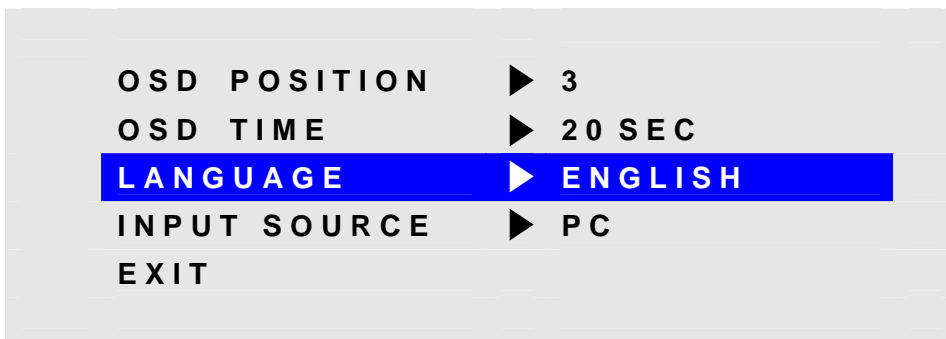 OSD POSITION ▶ 3
OSD TIME ▶ 20 SEC
LANGUAGE ▶ ENGLISH
INPUT SOURCE ▶ PC
EXIT